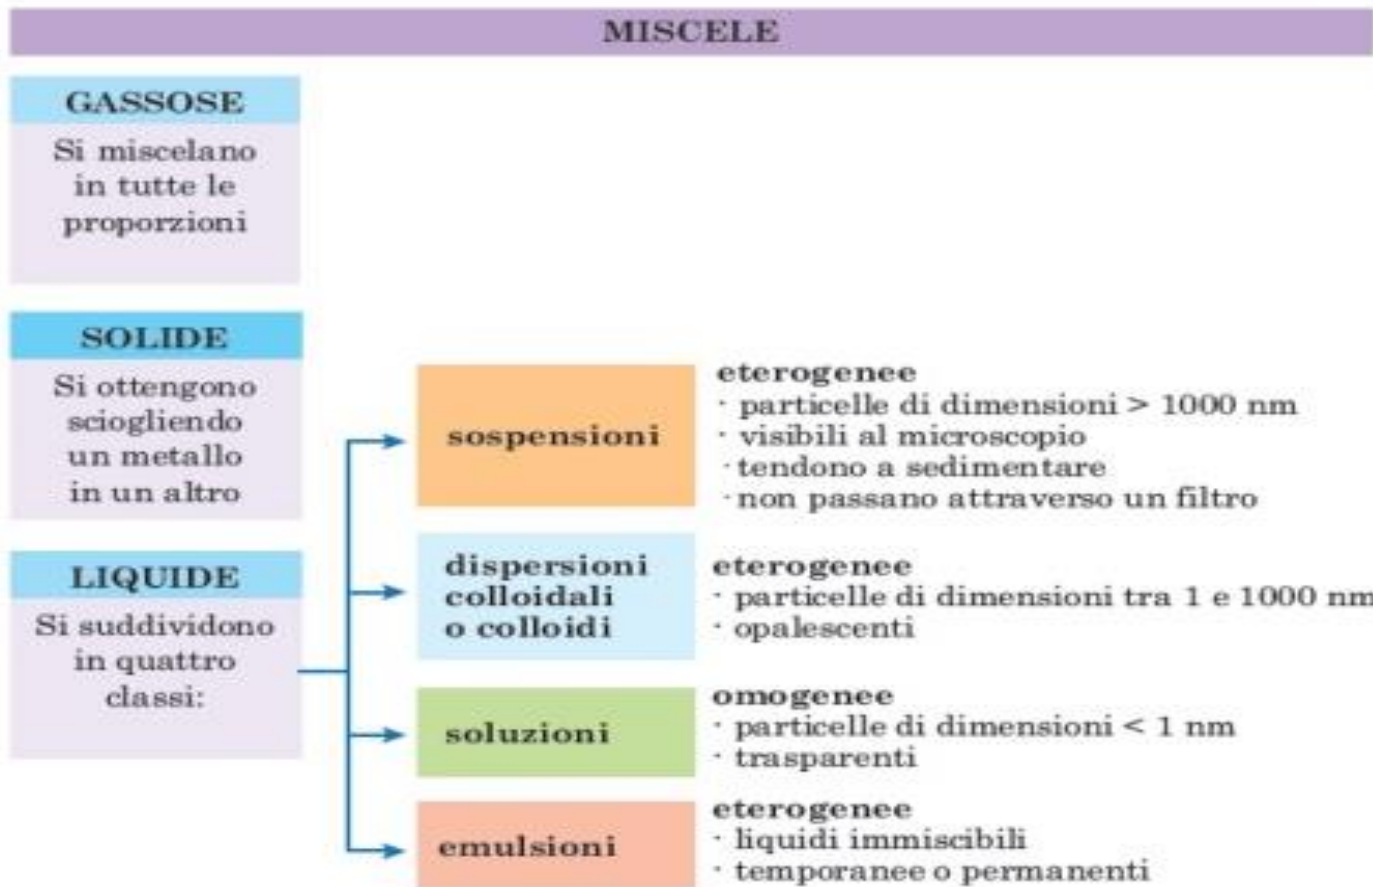 MISCELE
GASSOSE
Si miscelano
in tutte le
proporzioni
SOLIDE
Si ottengono
sciogliendo
un metallo
in un altro
LIQUIDE
Si suddividono
in quattro
classi:
sospensioni
eterogenee
· particelle di dimensioni > 1000 nm
· visibili al microscopio
· tendono a sedimentare
· non passano attraverso un filtro
dispersioni
colloidali
o colloidi
eterogenee
· particelle di dimensioni tra 1 e 1000 nm
· opalescenti
soluzioni
omogenee
· particelle di dimensioni < 1 nm
· trasparenti
emulsioni
eterogenee
· liquidi immiscibili
· temporanee o permanenti